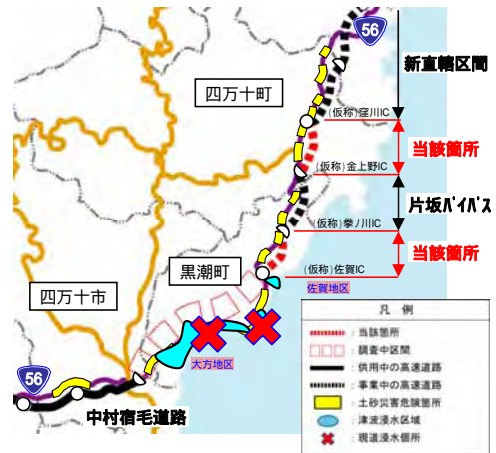 56
新直轄区間
四万十町
(仮称)窪川IC
当該箇所
(仮称)金上野IC
片坂バイパス
(仮称)拳ノ川IC
当該箇所
黒潮町
(仮称)佐賀IC
佐賀地区
四万十市
大方地区
56
中村宿毛道路
凡 例
:当該箇所
:調査中区間
:供用中の高速道路
:事業中の高速道路
:土砂災害危険箇所
:津波浸水区域
:現道浸水個所